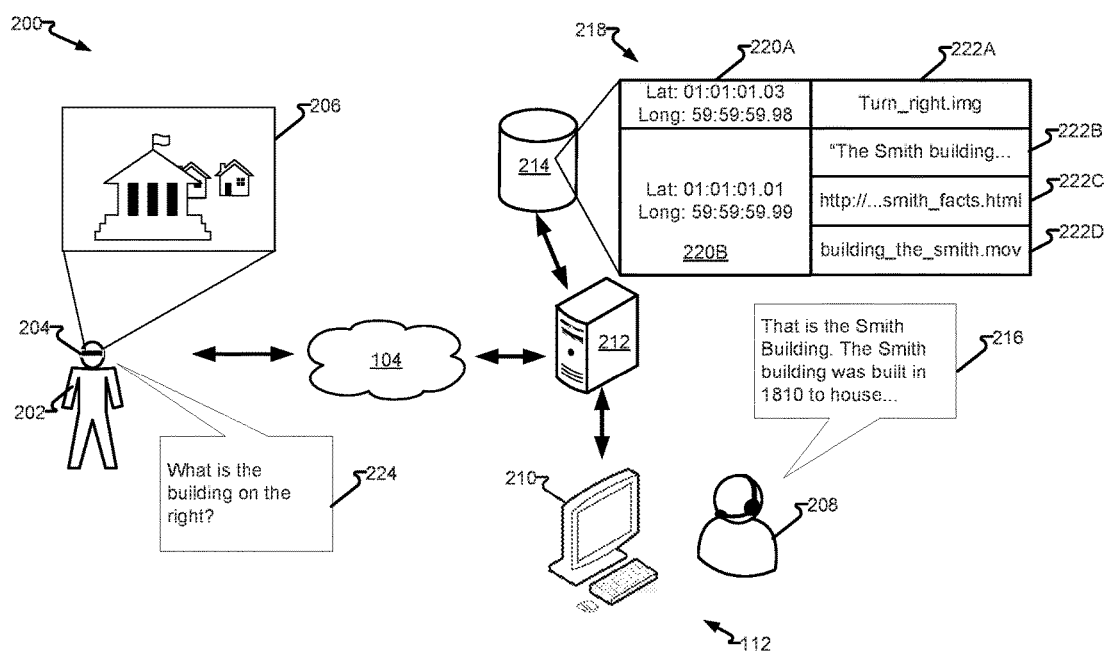 200
218
220A
222A
206
Lat: 01:01:01.03
Long: 59:59:59.98
Turn_right.img
222B
"The Smith building...
214
222C
Lat: 01:01:01.01
Long: 59:59:59.99
http://...smith_facts.html
222D
220B
building_the_smith.mov
204
104
212
That is the Smith
Building. The Smith
building was built in
1810 to house...
216
202
What is the
building on the
right?
224
210
208
112